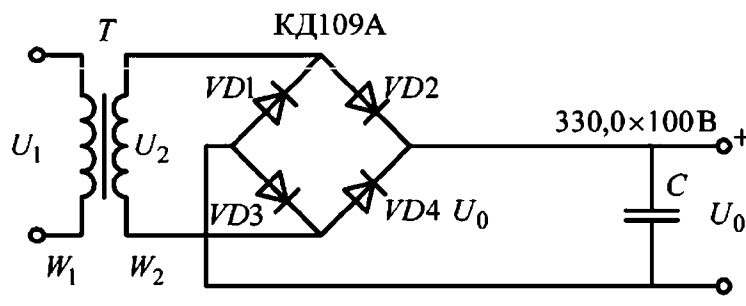 T
КД109А
VD1
VD2
330,0×100В
+
U₁
U₂
C
VD3
VD4
U₀
U₀
W₁
W₂